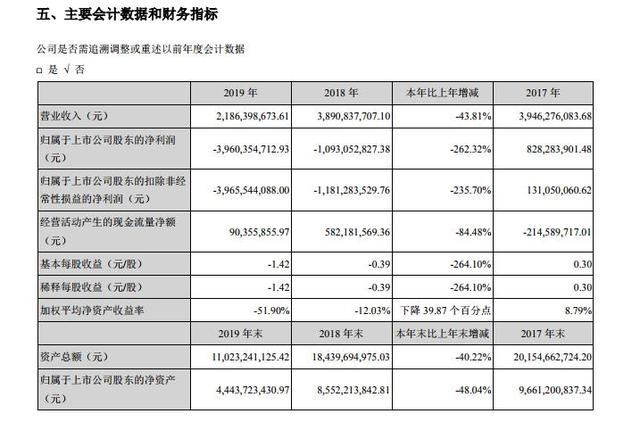 五、主要会计数据和财务指标
公司是否需追溯调整或重述以前年度会计数据
□ 是 √ 否
2019 年 2018 年 本年比上年增减 2017 年
营业收入（元） 2,186,398,673.61 3,890,837,707.10 -43.81% 3,946,276,083.68
归属于上市公司股东的净利润
（元） -3,960,354,712.93 -1,093,052,827.38 -262.32% 828,283,901.48
归属于上市公司股东的扣除非经
常性损益的净利润（元） -3,965,544,088.00 -1,181,283,529.76 -235.70% 131,050,060.62
经营活动产生的现金流量净额
（元） 90,355,855.97 582,181,569.36 -84.48% -214,589,717.01
基本每股收益（元/股） -1.42 -0.39 -264.10% 0.30
稀释每股收益（元/股） -1.42 -0.39 -264.10% 0.30
加权平均净资产收益率 -51.90% -12.03% 下降 39.87 个百分点 8.79%
2019 年末 2018 年末 本年末比上年末增减 2017 年末
资产总额（元） 11,023,241,125.42 18,439,694,975.03 -40.22% 20,154,662,724.20
归属于上市公司股东的净资产
（元） 4,443,723,430.97 8,552,213,842.81 -48.04% 9,661,200,837.34